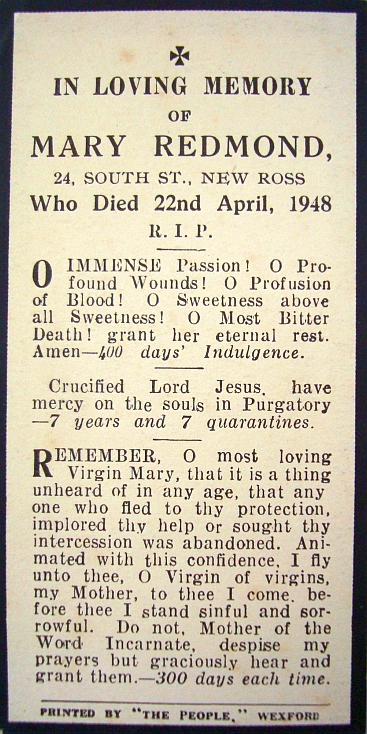 IN LOVING MEMORY
OF
MARY REDMOND,
24, SOUTH ST., NEW ROSS
Who Died 22nd April, 1948
R. I. P.
O IMMENSE Passion! O Pro-
found Wounds! O Profusion
of Blood! O Sweetness above
all Sweetness! O Most Bitter
Death! grant her eternal rest.
Amen—400 days' Indulgence.
Crucified Lord Jesus, have
mercy on the souls in Purgatory
—7 years and 7 quarantines.
REMEMBER, O most loving
Virgin Mary, that it is a thing
unheard of in any age, that any
one who fled to thy protection,
implored thy help or sought thy
intercession was abandoned. Ani-
mated with this confidence, I fly
unto thee, O Virgin of virgins,
my Mother, to thee I come, be-
fore thee I stand sinful and sor-
rowful. Do not, Mother of the
Word Incarnate, despise my
prayers but graciously hear and
grant them.—300 days each time.
PRINTED BY "THE PEOPLE," WEXFORD